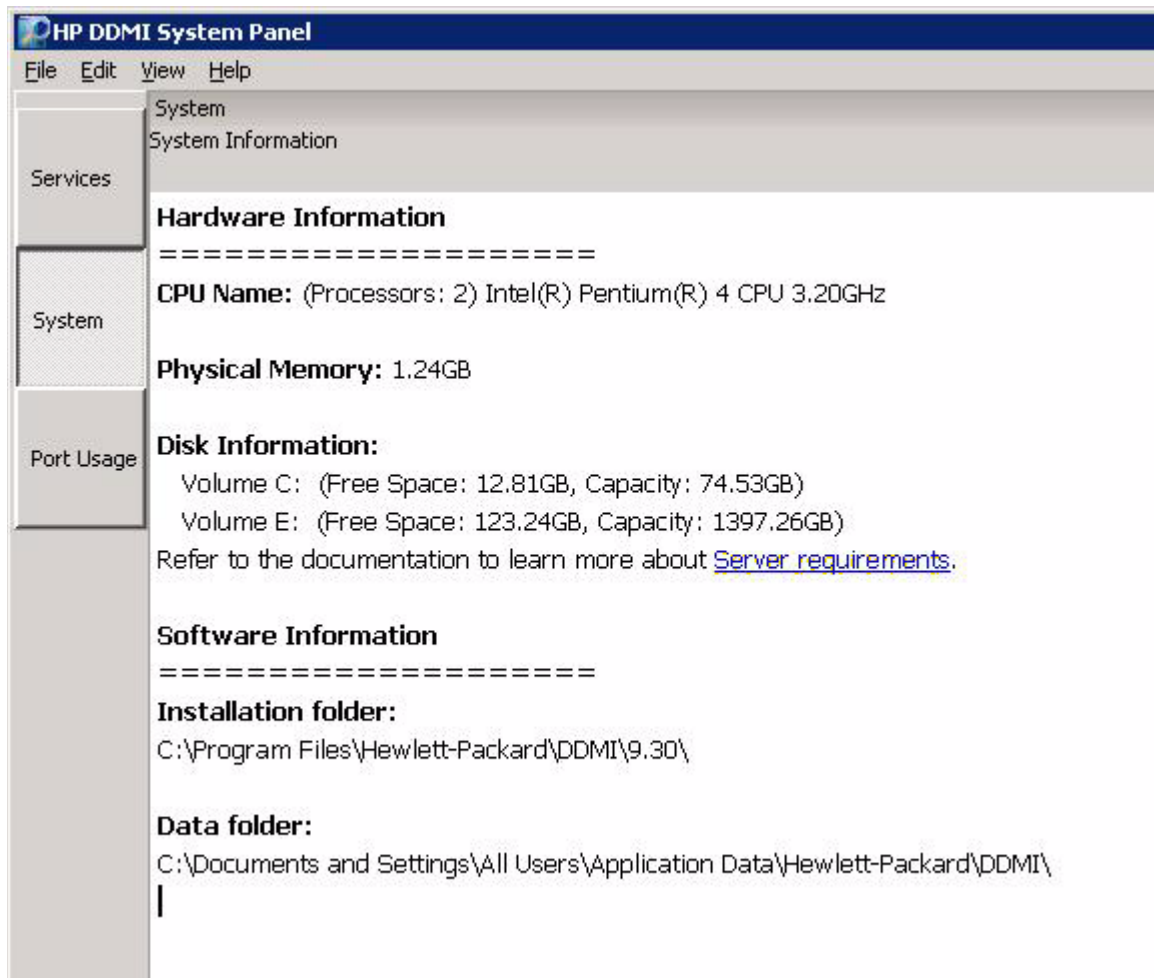 HP DDMI System Panel
File Edit View Help
System
System Information
Services
System
Port Usage
Hardware Information
====================
CPU Name: (Processors: 2) Intel(R) Pentium(R) 4 CPU 3.20GHz
Physical Memory: 1.24GB
Disk Information:
Volume C: (Free Space: 12.81GB, Capacity: 74.53GB)
Volume E: (Free Space: 123.24GB, Capacity: 1397.26GB)
Refer to the documentation to learn more about Server requirements.
Software Information
====================
Installation folder:
C:\Program Files\Hewlett-Packard\DDMI\9.30\
Data folder:
C:\Documents and Settings\All Users\Application Data\Hewlett-Packard\DDMI\